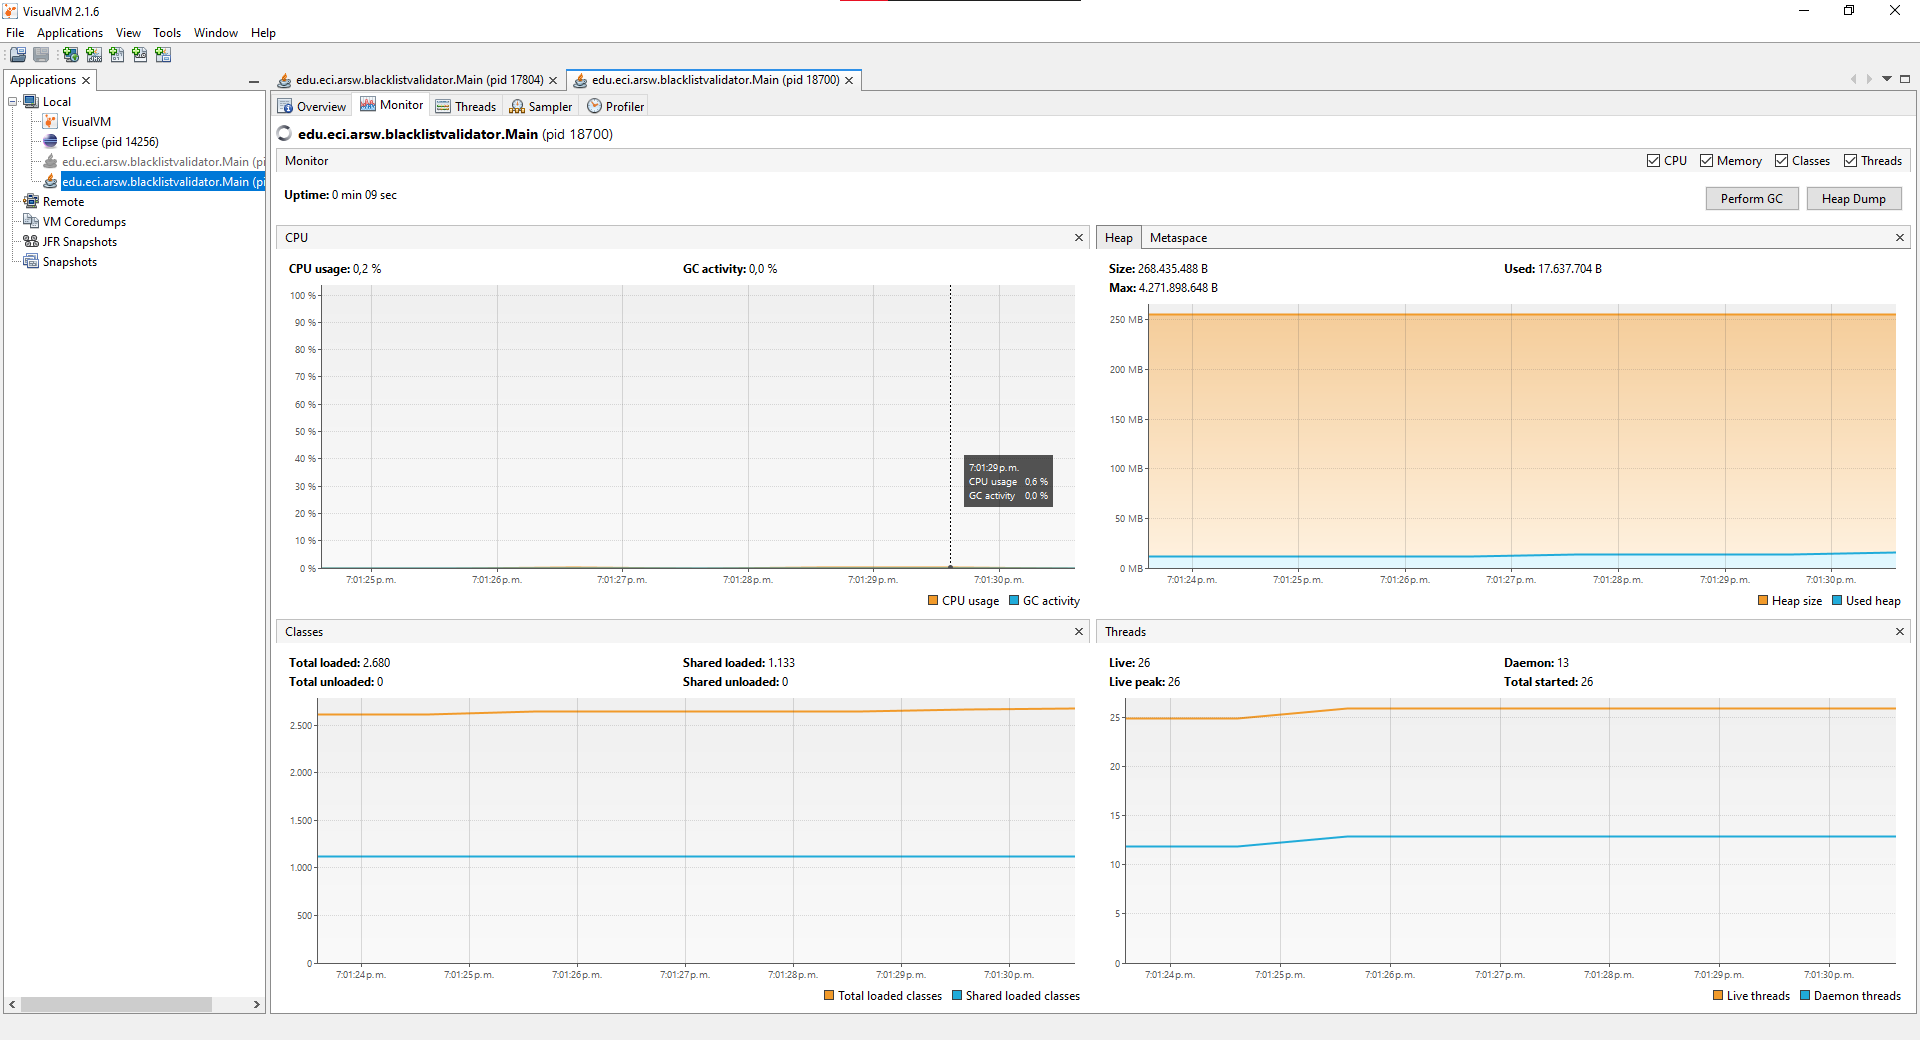 VisualVM 2.1.6
File Applications View Tools Window Help
Applications
edu.eci.arsw.blacklistvalidator.Main (pid 17804)
edu.eci.arsw.blacklistvalidator.Main (pid 18700)
Local
VisualVM
Eclipse (pid 14256)
edu.eci.arsw.blacklistvalidator.Main (pi
edu.eci.arsw.blacklistvalidator.Main (pi
Remote
VM Coredumps
JFR Snapshots
Snapshots
Overview Monitor Threads Sampler Profiler
edu.eci.arsw.blacklistvalidator.Main (pid 18700)
Monitor
CPU Memory Classes Threads
Uptime: 0 min 09 sec
Perform GC Heap Dump
CPU
CPU usage: 0,2 % GC activity: 0,0 %
100 %
90 %
80 %
70 %
60 %
50 %
40 %
30 %
20 %
10 %
0 %
7:01:29 p. m.
CPU usage 0,6 %
GC activity 0,0 %
7:01:25 p. m. 7:01:26 p. m. 7:01:27 p. m. 7:01:28 p. m. 7:01:29 p. m. 7:01:30 p. m.
CPU usage GC activity
Heap Metaspace
Size: 268.435.488 B Used: 17.637.704 B
Max: 4.271.898.648 B
250 MB
200 MB
150 MB
100 MB
50 MB
0 MB
7:01:24 p. m. 7:01:25 p. m. 7:01:26 p. m. 7:01:27 p. m. 7:01:28 p. m. 7:01:29 p. m. 7:01:30 p. m.
Heap size Used heap
Classes
Total loaded: 2.680 Shared loaded: 1.133
Total unloaded: 0 Shared unloaded: 0
2.500
2.000
1.500
1.000
500
0
7:01:24 p. m. 7:01:25 p. m. 7:01:26 p. m. 7:01:27 p. m. 7:01:28 p. m. 7:01:29 p. m. 7:01:30 p. m.
Total loaded classes Shared loaded classes
Threads
Live: 26 Daemon: 13
Live peak: 26 Total started: 26
25
20
15
10
5
0
7:01:24 p. m. 7:01:25 p. m. 7:01:26 p. m. 7:01:27 p. m. 7:01:28 p. m. 7:01:29 p. m. 7:01:30 p. m.
Live threads Daemon threads